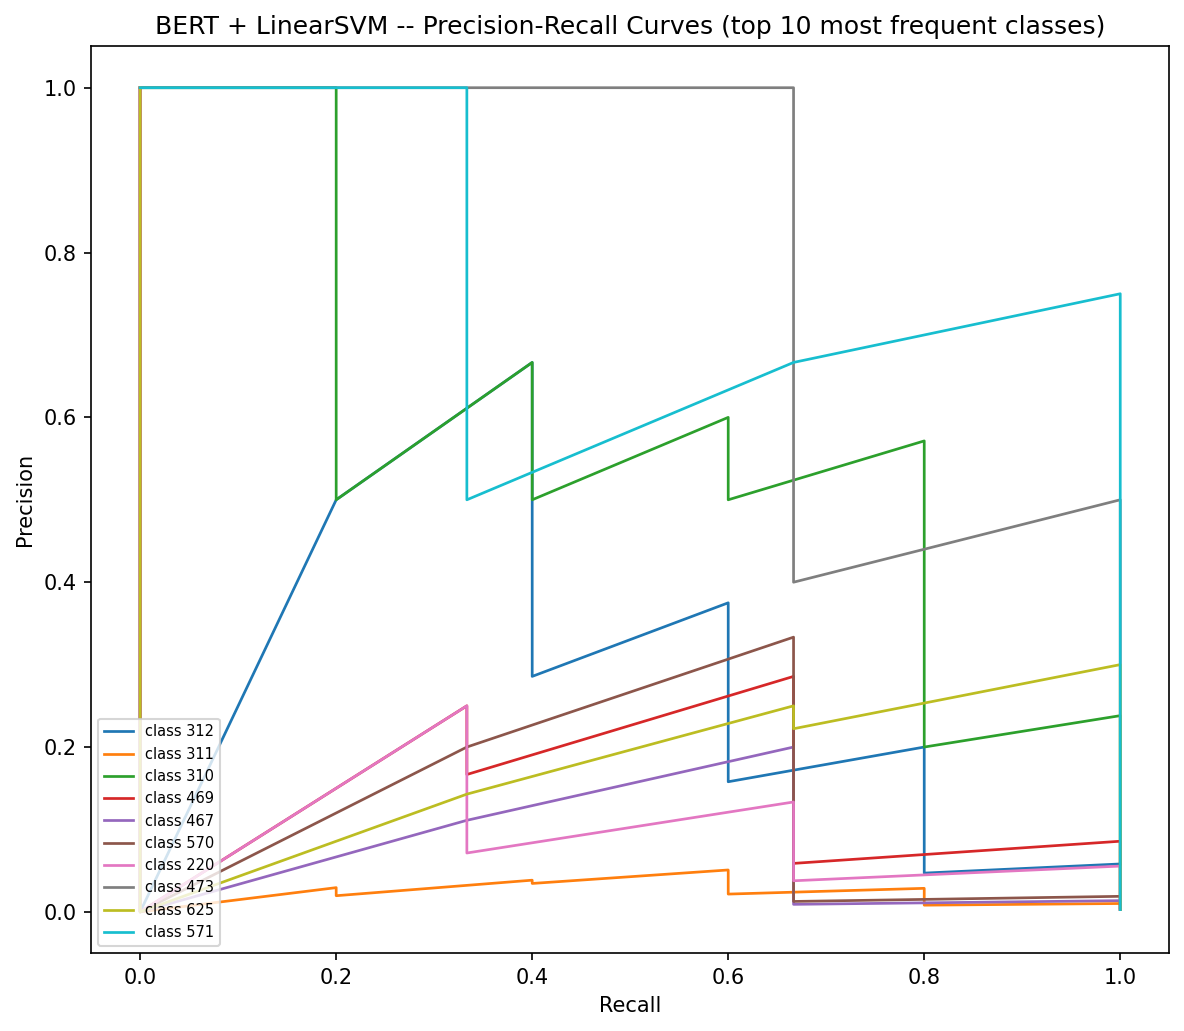 BERT + LinearSVM -- Precision-Recall Curves (top 10 most frequent classes)
1.0
0.8
0.6
0.4
0.2
0.0
Precision
class 312
class 311
class 310
class 469
class 467
class 570
class 220
class 473
class 625
class 571
0.0 0.2 0.4 0.6 0.8 1.0
Recall